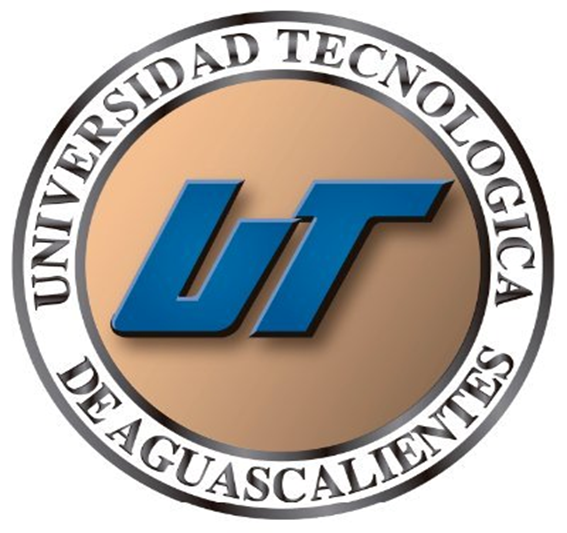 UNIVERSIDAD TECNOLOGICA
DE AGUASCALIENTES
UT